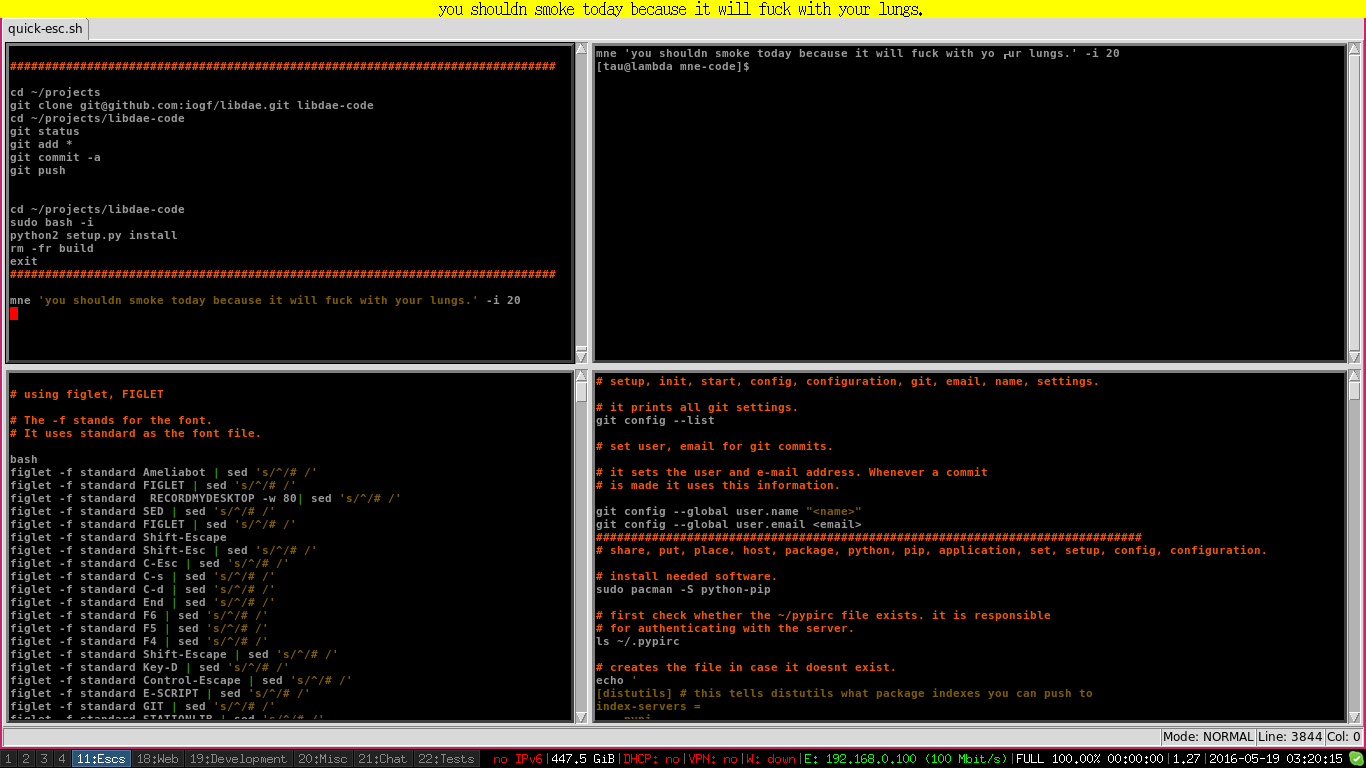 you shouldn smoke today because it will fuck with your lungs.
quick-esc.sh
##############################################################################
cd ~/projects
git clone git@github.com:iogf/libdae.git libdae-code
cd ~/projects/libdae-code
git status
git add *
git commit -a
git push
cd ~/projects/libdae-code
sudo bash -i
python2 setup.py install
rm -fr build
exit
##############################################################################
mne 'you shouldn smoke today because it will fuck with your lungs.' -i 20
mne 'you shouldn smoke today because it will fuck with yo ┌ur lungs.' -i 20
[tau@lambda mne-code]$
# using figlet, FIGLET
# The -f stands for the font.
# It uses standard as the font file.
bash
figlet -f standard Ameliabot | sed 's/^/# /'
figlet -f standard FIGLET | sed 's/^/# /'
figlet -f standard  RECORDMYDESKTOP -w 80| sed 's/^/# /'
figlet -f standard SED | sed 's/^/# /'
figlet -f standard FIGLET | sed 's/^/# /'
figlet -f standard Shift-Escape
figlet -f standard Shift-Esc | sed 's/^/# /'
figlet -f standard C-Esc | sed 's/^/# /'
figlet -f standard C-s | sed 's/^/# /'
figlet -f standard C-d | sed 's/^/# /'
figlet -f standard End | sed 's/^/# /'
figlet -f standard F6 | sed 's/^/# /'
figlet -f standard F5 | sed 's/^/# /'
figlet -f standard F4 | sed 's/^/# /'
figlet -f standard Shift-Escape | sed 's/^/# /'
figlet -f standard Key-D | sed 's/^/# /'
figlet -f standard Control-Escape | sed 's/^/# /'
figlet -f standard E-SCRIPT | sed 's/^/# /'
figlet -f standard GIT | sed 's/^/# /'
figlet -f standard STATIONLIB | sed 's/^/# /'
# setup, init, start, config, configuration, git, email, name, settings.
# it prints all git settings.
git config --list
# set user, email for git commits.
# it sets the user and e-mail address. Whenever a commit
# is made it uses this information.
git config --global user.name "<name>"
git config --global user.email <email>
##############################################################################
# share, put, place, host, package, python, pip, application, set, setup, config, configuration.
# install needed software.
sudo pacman -S python-pip
# first check whether the ~/pypirc file exists. it is responsible
# for authenticating with the server.
ls ~/.pypirc
# creates the file in case it doesnt exist.
echo '
[distutils] # this tells distutils what package indexes you can push to
index-servers =
pypi
Mode: NORMAL Line: 3844 Col: 0
1 2 3 4 11:Escs 18:Web 19:Development 20:Misc 21:Chat 22:Tests no IPv6|447.5 GiB|DHCP: no|VPN: no|W: down|E: 192.168.0.100 (100 Mbit/s)|FULL 100.00% 00:00:00|1.27|2016-05-19 03:20:15